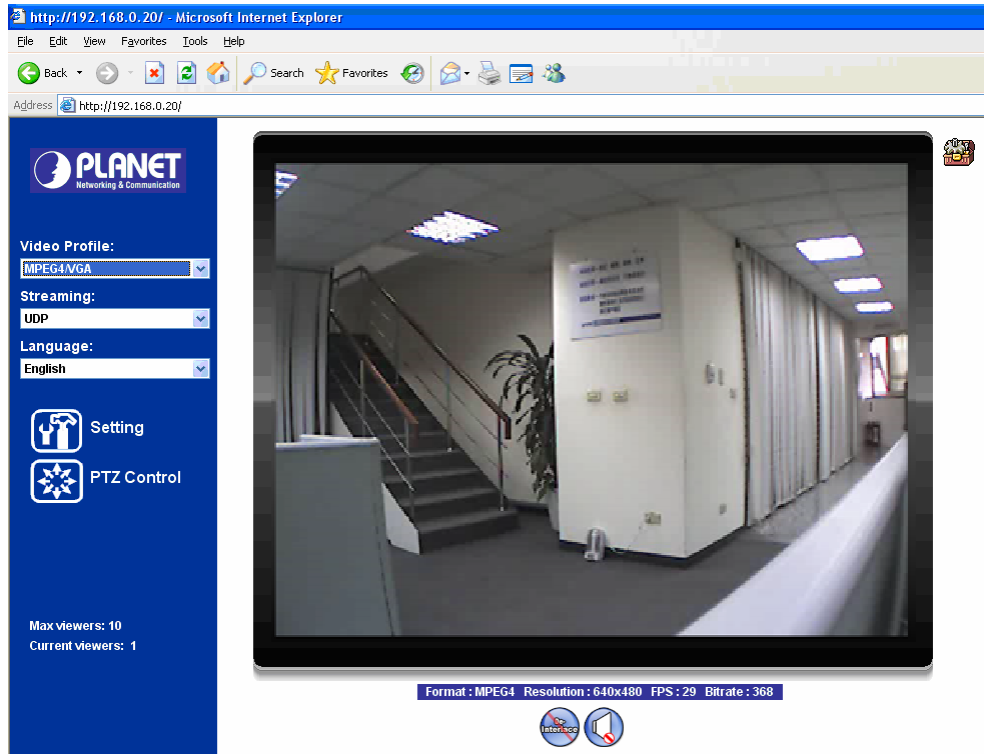 http://192.168.0.20/ - Microsoft Internet Explorer
File Edit View Favorites Tools Help
Back Search Favorites
Address http://192.168.0.20/
PLANET
Networking & Communication
Video Profile:
MPEG4/VGA
Streaming:
UDP
Language:
English
Setting
PTZ Control
Max viewers: 10
Current viewers: 1
Format : MPEG4 Resolution : 640x480 FPS : 29 Bitrate : 368
Interlace